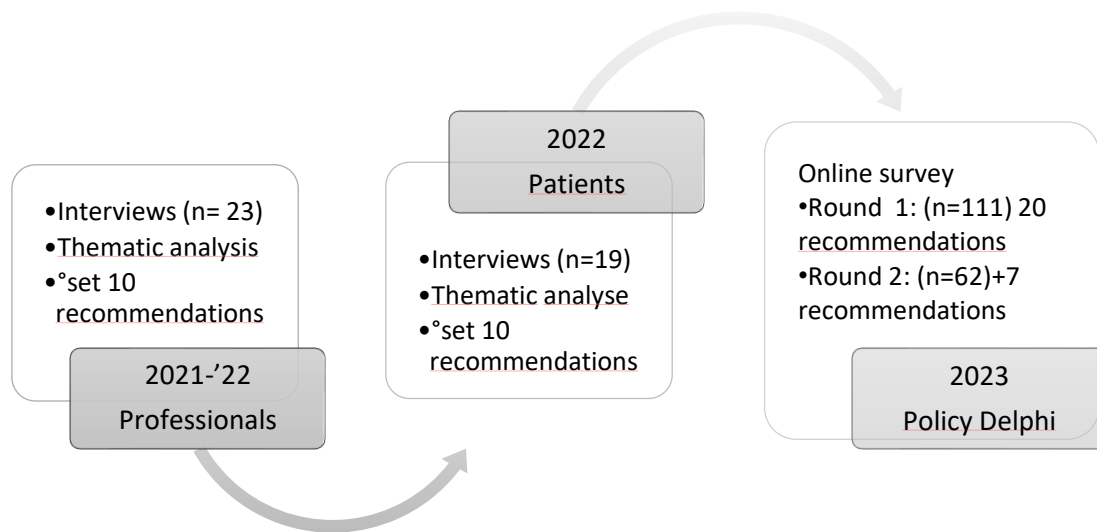 •Interviews (n= 23)
•Thematic analysis
•°set 10
recommendations
2021-’22
Professionals
2022
Patients
•Interviews (n=19)
•Thematic analyse
•°set 10
recommendations
Online survey
•Round 1: (n=111) 20
recommendations
•Round 2: (n=62)+7
recommendations
2023
Policy Delphi